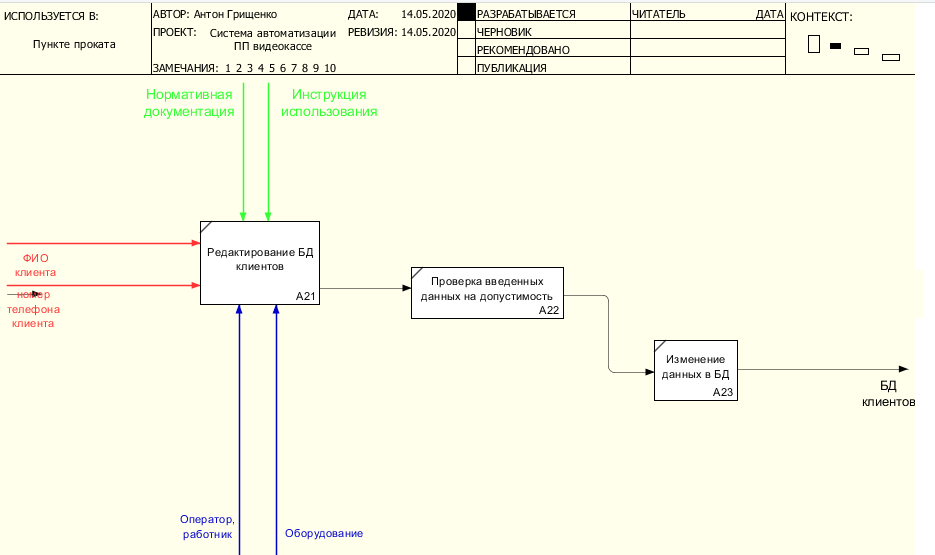 ИСПОЛЬЗУЕТСЯ В:
Пункте проката
АВТОР: Антон Грищенко
ДАТА: 14.05.2020
ПРОЕКТ: Система автоматизации
ПП видеокассе
РЕВИЗИЯ: 14.05.2020
ЗАМЕЧАНИЯ: 1 2 3 4 5 6 7 8 9 10
РАЗРАБАТЫВАЕТСЯ
ЧЕРНОВИК
РЕКОМЕНДОВАНО
ПУБЛИКАЦИЯ
ЧИТАТЕЛЬ ДАТА
КОНТЕКСТ:
Нормативная
документация
Инструкция
использования
ФИО
клиента
номер
телефона
клиента
Редактирование БД
клиентов
A21
Проверка введенных
данных на допустимость
A22
Изменение
данных в БД
A23
БД
клиентов
Оператор,
работник
Оборудование